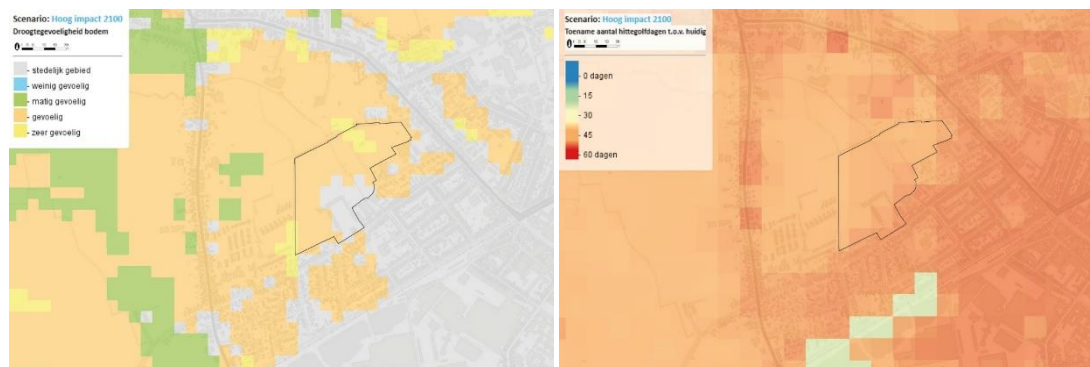 Scenario: Hoog impact 2100
Droogtegevoeligheid bodem
- stedelijk gebied
- weinig gevoelig
- matig gevoelig
- gevoelig
- zeer gevoelig
Scenario: Hoog impact 2100
Toename aantal hittegolfdagen t.o.v. huidig
- 0 dagen
- 15
- 30
- 45
- 60 dagen